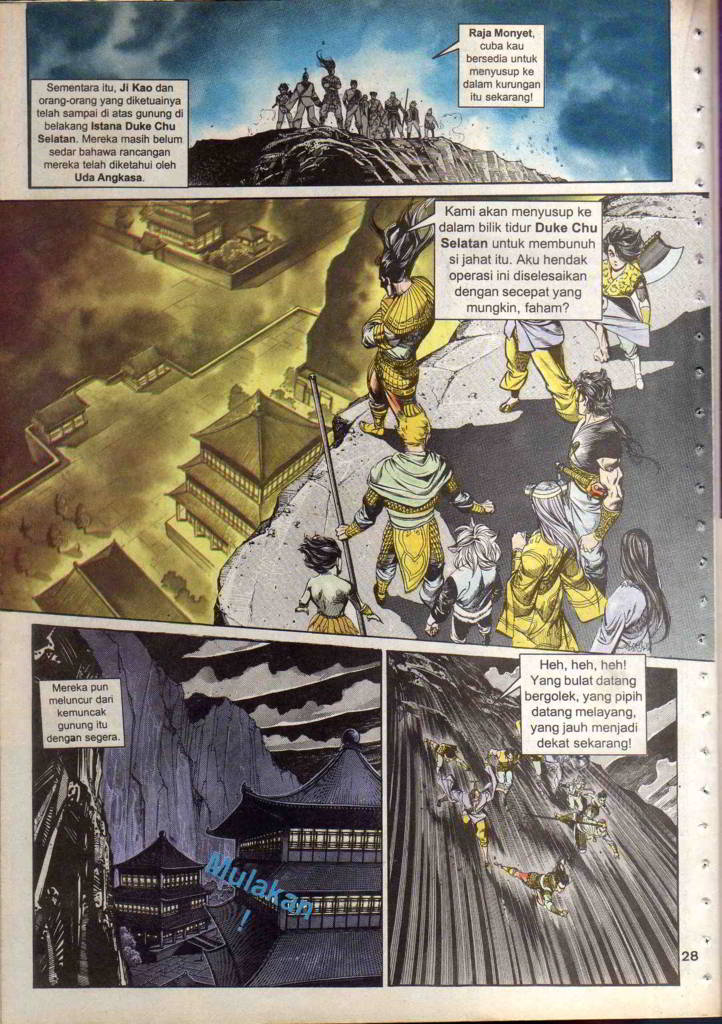 Sementara itu, Ji Kao dan
orang-orang yang diketuainya
telah sampai di atas gunung di
belakang Istana Duke Chu
Selatan. Mereka masih belum
sedar bahawa rancangan
mereka telah diketahui oleh
Uda Angkasa.
Raja Monyet,
cuba kau
bersedia untuk
menyusup ke
dalam kurungan
itu sekarang!
Kami akan menyusup ke
dalam bilik tidur Duke Chu
Selatan untuk membunuh
si jahat itu. Aku hendak
operasi ini diselesaikan
dengan secepat yang
mungkin, faham?
Mereka pun
meluncur dari
kemuncak
gunung itu
dengan segera.
Mulakan
!
Heh, heh, heh!
Yang bulat datang
bergolek, yang pipih
datang melayang,
yang jauh menjadi
dekat sekarang!
28